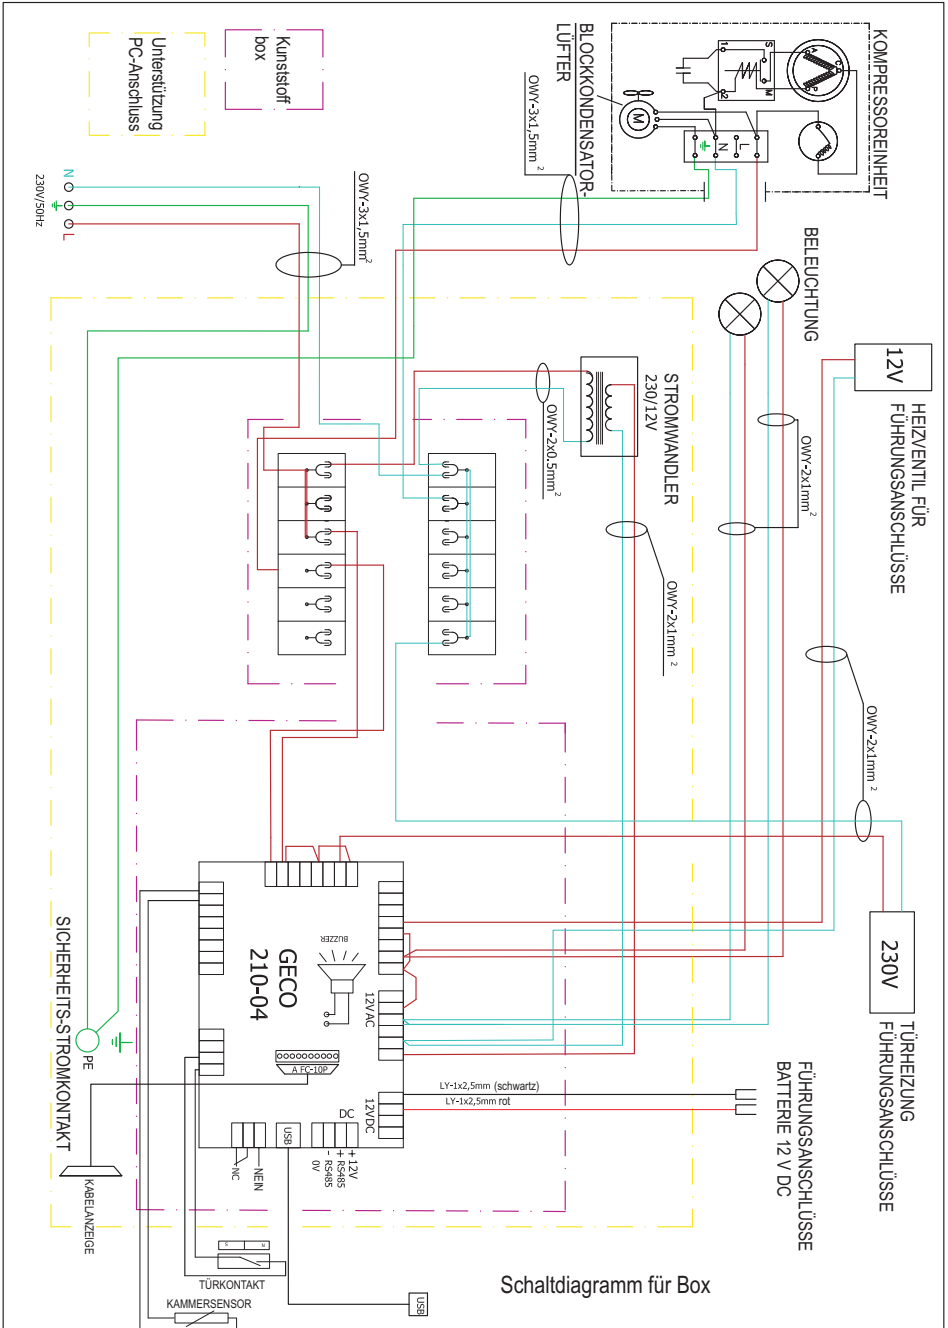 Unterstützung
PC-Anschluss
Kunststoff
box
BLOCKKONDENSATOR-
LÜFTER
KOMPRESSOREINHEIT
1
2
S
M
A
P
M
N
L
OWY-3x1,5mm²
N
L
230V/50Hz
OWY-3x1,5mm²
BELEUCHTUNG
12V
HEIZVENTIL FÜR
FÜHRUNGSANSCHLÜSSE
STROMWANDLER
230/12V
OWY-2x0.5mm²
OWY-2x1mm²
OWY-2x1mm²
OWY-2x1mm²
230V
TÜRHEIZUNG
FÜHRUNGSANSCHLÜSSE
GECO
210-04
BUZZER
12VAC
A FC-10P
12VDC
DC
USB
+ 12V
+ RS485
- RS485
0V
NEIN
NC
LY-1x2,5mm (schwartz)
LY-1x2,5mm rot
FÜHRUNGSANSCHLÜSSE
BATTERIE 12 V DC
SICHERHEITS-STROMKONTAKT
PE
KABELANZEIGE
S
R
TÜRKONTAKT
KAMMERSENSOR
USB
Schaltdiagramm für Box